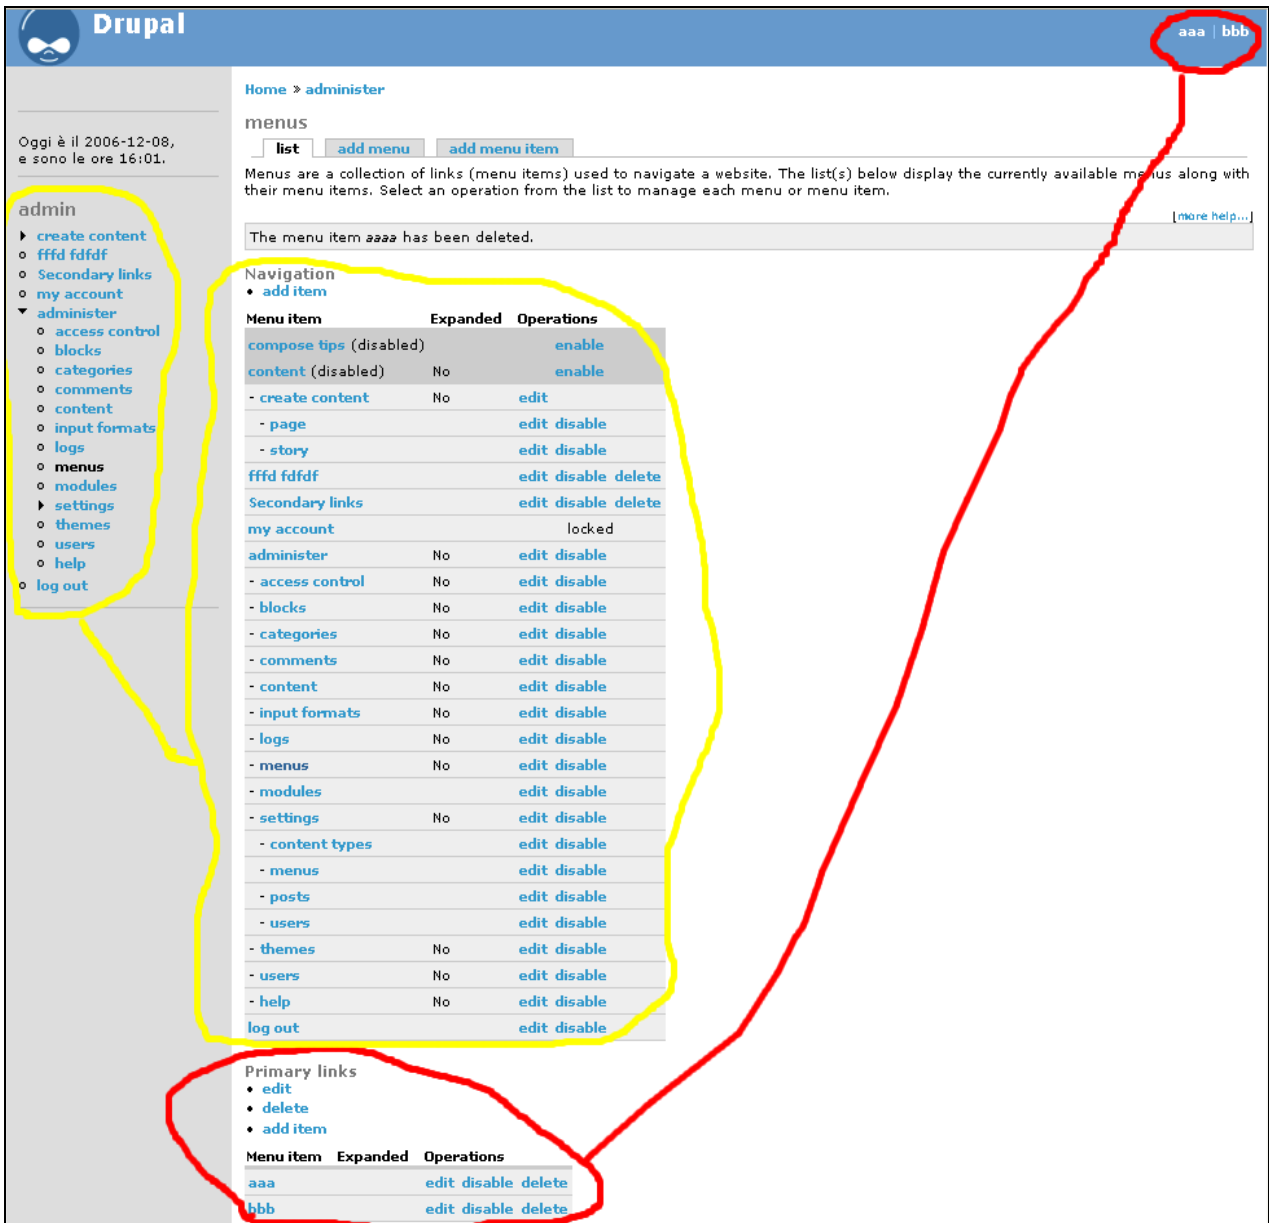 Drupal
aaa | bbb
Home » administer
menus
list add menu add menu item
Menus are a collection of links (menu items) used to navigate a website. The list(s) below display the currently available menus along with
their menu items. Select an operation from the list to manage each menu or menu item.
[more help...]
The menu item aaaa has been deleted.
Oggi è il 2006-12-08,
e sono le ore 16:01.
admin
create content
fffd fdfdf
Secondary links
my account
administer
access control
blocks
categories
comments
content
input formats
logs
menus
modules
settings
themes
users
help
log out
Navigation
add item
Menu item Expanded Operations
compose tips (disabled) enable
content (disabled) No enable
- create content No edit
- page edit disable
- story edit disable
fffd fdfdf edit disable delete
Secondary links edit disable delete
my account locked
administer No edit disable
- access control No edit disable
- blocks No edit disable
- categories No edit disable
- comments No edit disable
- content No edit disable
- input formats No edit disable
- logs No edit disable
- menus No edit disable
- modules edit disable
- settings No edit disable
- content types edit disable
- menus edit disable
- posts edit disable
- users edit disable
- themes No edit disable
- users No edit disable
- help No edit disable
log out edit disable
Primary links
edit
delete
add item
Menu item Expanded Operations
aaa edit disable delete
bbb edit disable delete